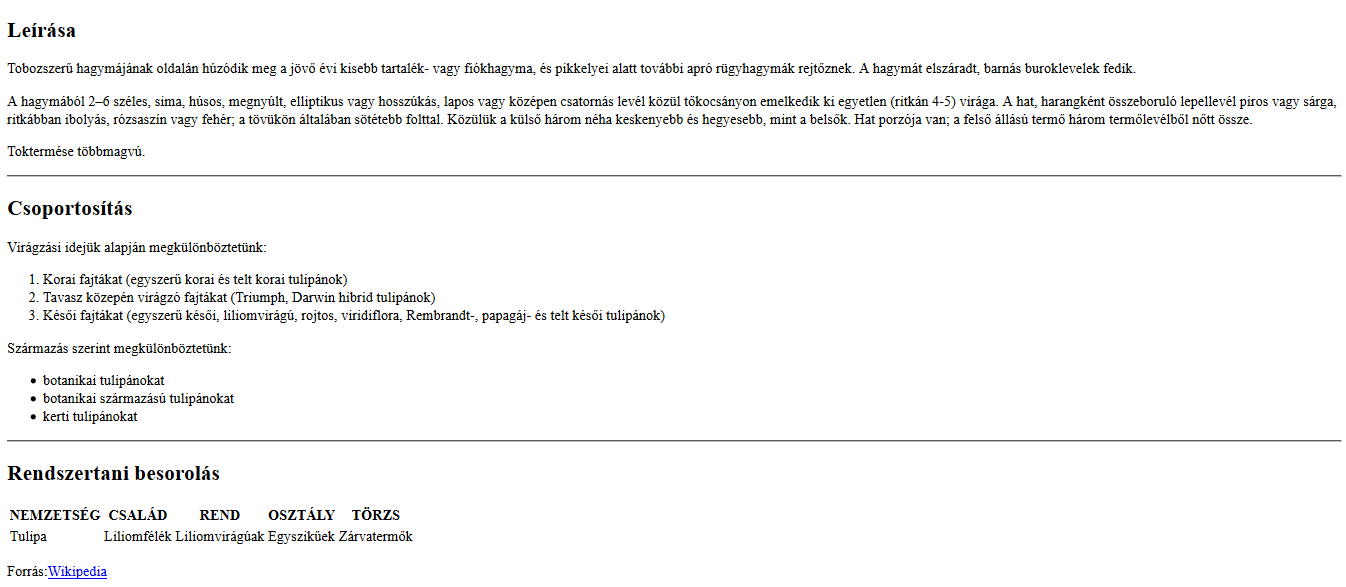 Leírása
Tobozszerű hagymájának oldalán húzódik meg a jövő évi kisebb tartalék- vagy fiókhagyma, és pikkelyei alatt további apró rügyhagymák rejtőznek. A hagymát elszáradt, barnás buroklevelek fedik.
A hagymából 2–6 széles, sima, húsos, megnyúlt, elliptikus vagy hosszúkás, lapos vagy középen csatornás levél közül tőkocsányon emelkedik ki egyetlen (ritkán 4-5) virága. A hat, harangként összeboruló lepellevél piros vagy sárga,
ritkábban ibolyás, rózsaszín vagy fehér; a tövükön általában sötétebb folttal. Közülük a külső három néha keskenyebb és hegyesebb, mint a belsők. Hat porzója van; a felső állású termő három termőlevélből nőtt össze.
Toktermése többmagvú.
Csoportosítás
Virágzási idejük alapján megkülönböztetünk:
1. Korai fajtákat (egyszerű korai és telt korai tulipánok)
2. Tavasz közepén virágzó fajtákat (Triumph, Darwin hibrid tulipánok)
3. Késői fajtákat (egyszerű késői, liliomvirágú, rojtos, viridiflora, Rembrandt-, papagáj- és telt késői tulipánok)
Származás szerint megkülönböztetünk:
• botanikai tulipánokat
• botanikai származású tulipánokat
• kerti tulipánokat
Rendszertani besorolás
NEMZETSÉG CSALÁD REND OSZTÁLY TÖRZS
Tulipa Liliomfélék Liliomvirágúak Egyszikűek Zárvatermők
Forrás:Wikipedia